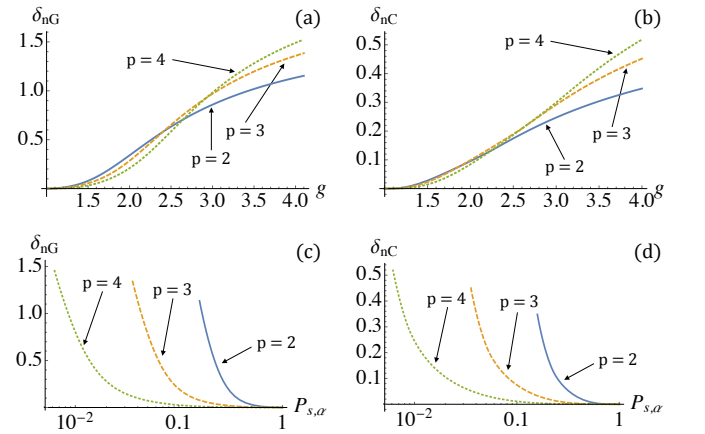 δnG (a)
1.5
p = 4
1.0
p = 3
0.5
p = 2
1.5 2.0 2.5 3.0 3.5 4.0 g
δnC (b)
0.5
p = 4
0.4
0.3
p = 3
0.2
p = 2
0.1
1.5 2.0 2.5 3.0 3.5 4.0 g
δnG (c)
1.5
p = 4
p = 3
1.0
p = 2
0.5
10⁻² 0.1 1 Ps,α
δnC (d)
0.5
p = 4
p = 3
0.4
0.3
p = 2
0.2
0.1
10⁻² 0.1 1 Ps,α